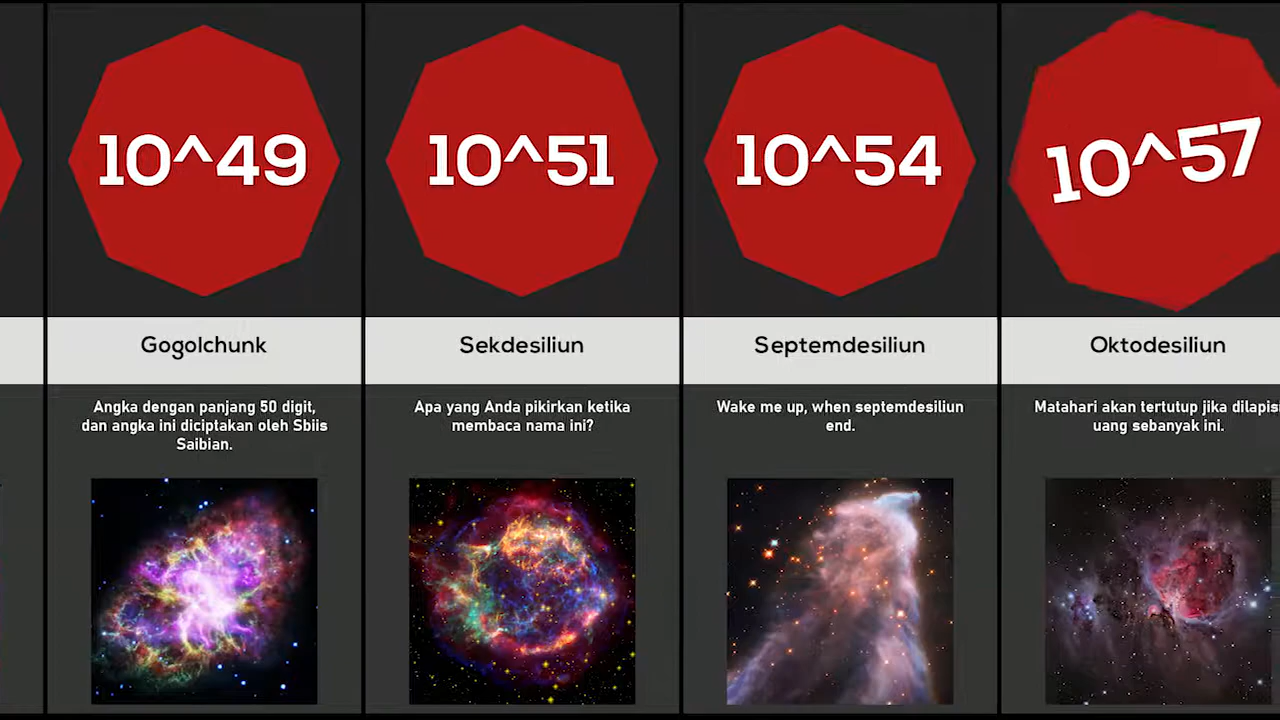 10^49
Gogolchunk
Angka dengan panjang 50 digit,
dan angka ini diciptakan oleh Sbiis
Saibian.
10^51
Sekdesiliun
Apa yang Anda pikirkan ketika
membaca nama ini?
10^54
Septemdesiliun
Wake me up, when septemdesiliun
end.
10^57
Oktodesiliun
Matahari akan tertutup jika dilapis
uang sebanyak ini.